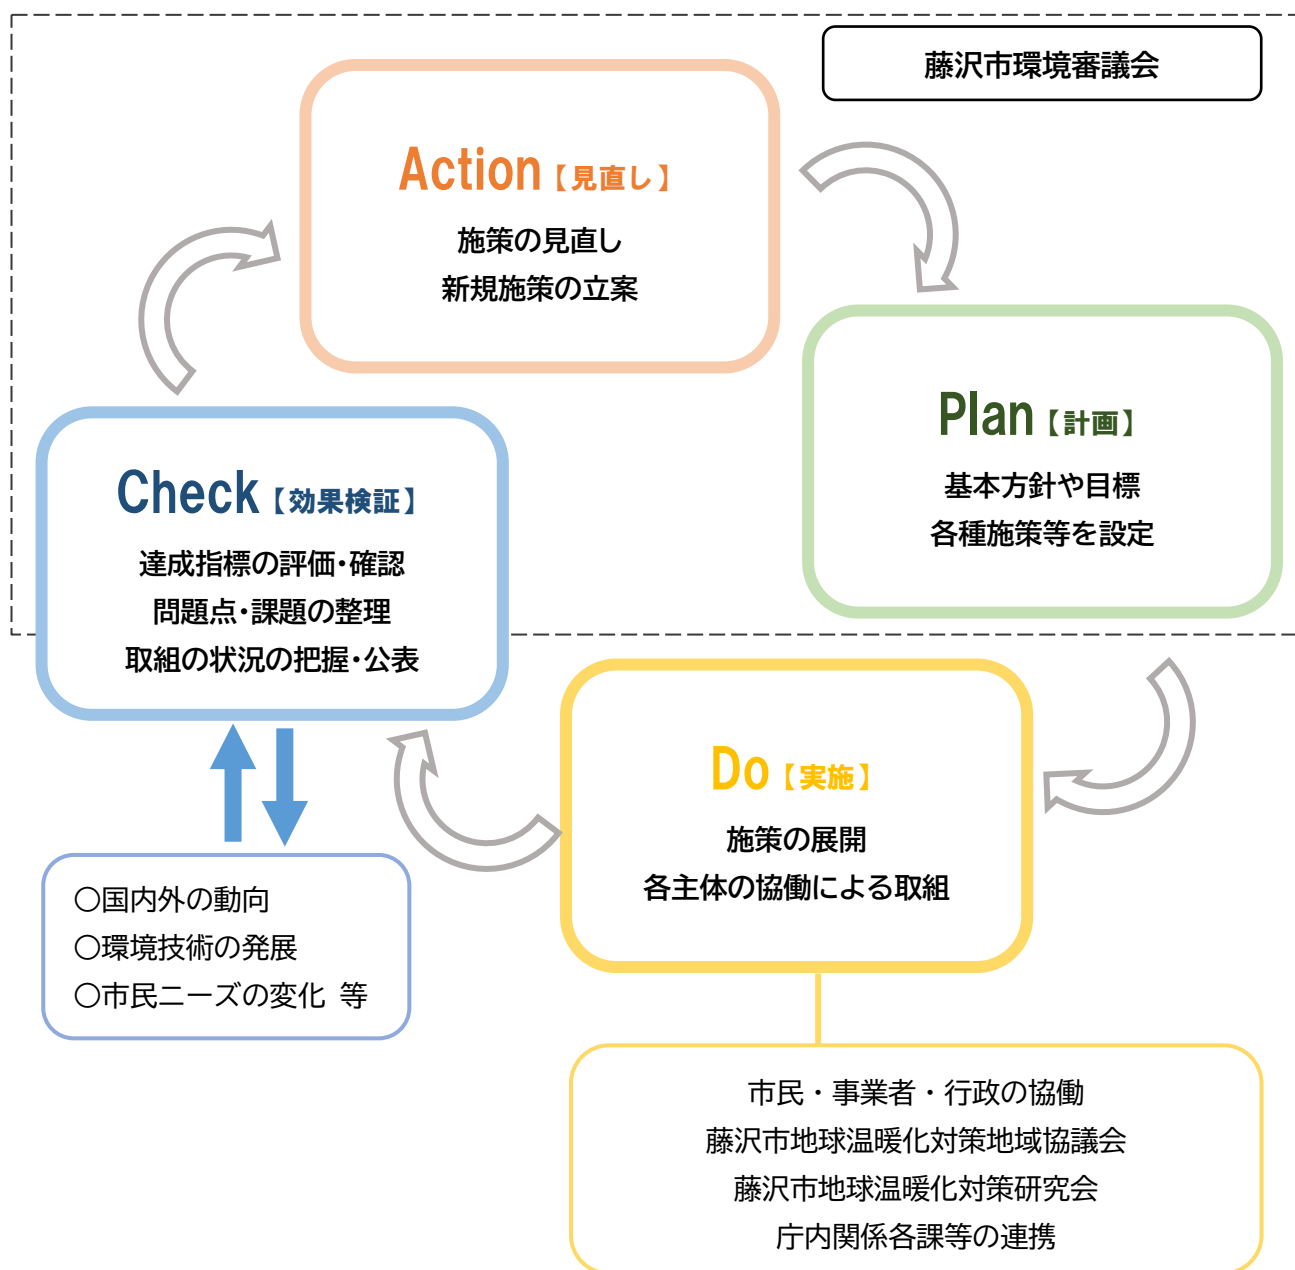 藤沢市環境審議会
Action【見直し】
施策の見直し
新規施策の立案
Plan【計画】
基本方針や目標
各種施策等を設定
Check【効果検証】
達成指標の評価・確認
問題点・課題の整理
取組の状況の把握・公表
Do【実施】
施策の展開
各主体の協働による取組
〇国内外の動向
〇環境技術の発展
〇市民ニーズの変化 等
市民・事業者・行政の協働
藤沢市地球温暖化対策地域協議会
藤沢市地球温暖化対策研究会
庁内関係各課等の連携